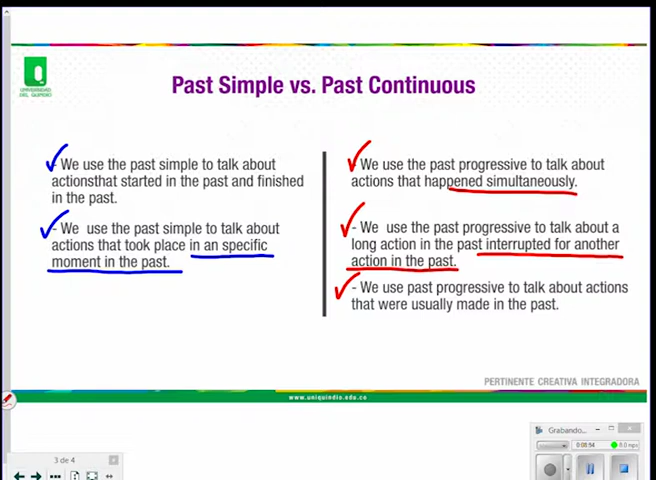 UNIVERSIDAD
DEL QUINDÍO
Past Simple vs. Past Continuous
- We use the past simple to talk about
actionsthat started in the past and finished
in the past.
- We use the past simple to talk about
actions that took place in an specific
moment in the past.
- We use the past progressive to talk about
actions that happened simultaneously.
- We use the past progressive to talk about a
long action in the past interrupted for another
action in the past.
- We use past progressive to talk about actions
that were usually made in the past.
PERTINENTE CREATIVA INTEGRADORA
www.uniquindio.edu.co
3 de 4
Grabando...
0:08:54